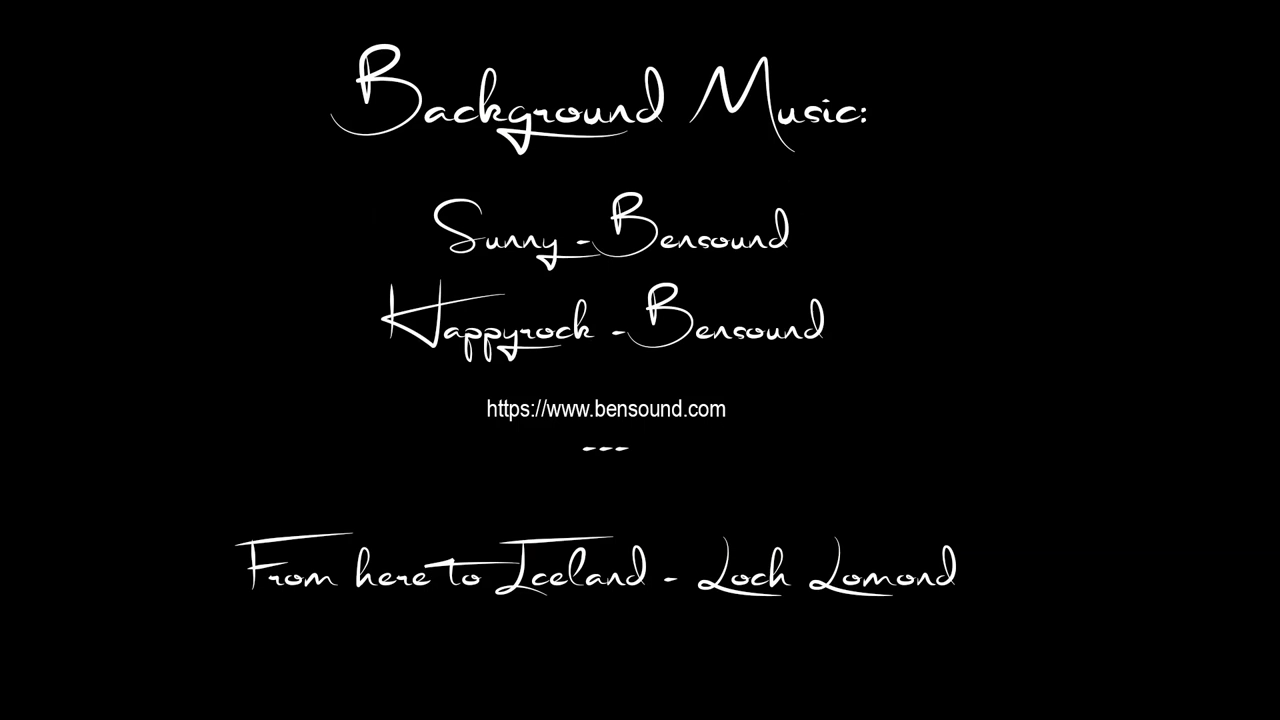 Background Music:
Sunny - Bensound
Happyrock - Bensound
https://www.bensound.com
---
From here to Iceland - Loch Lomond